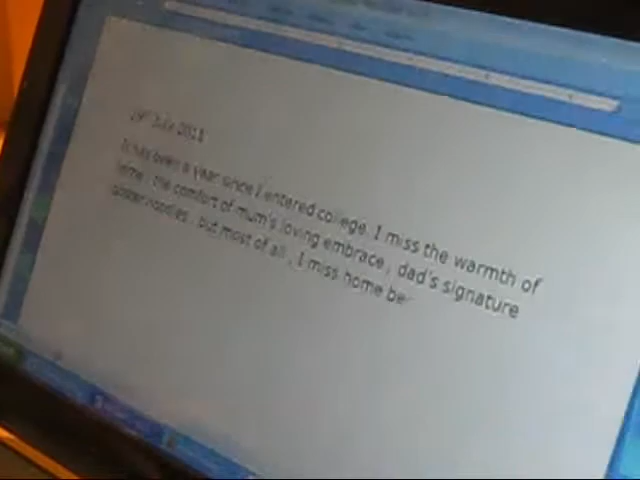 July 2011
It has been a year since I entered college. I miss the warmth of
home , the comfort of mum's loving embrace , dad's signature
noodles , but most of all , I miss home be